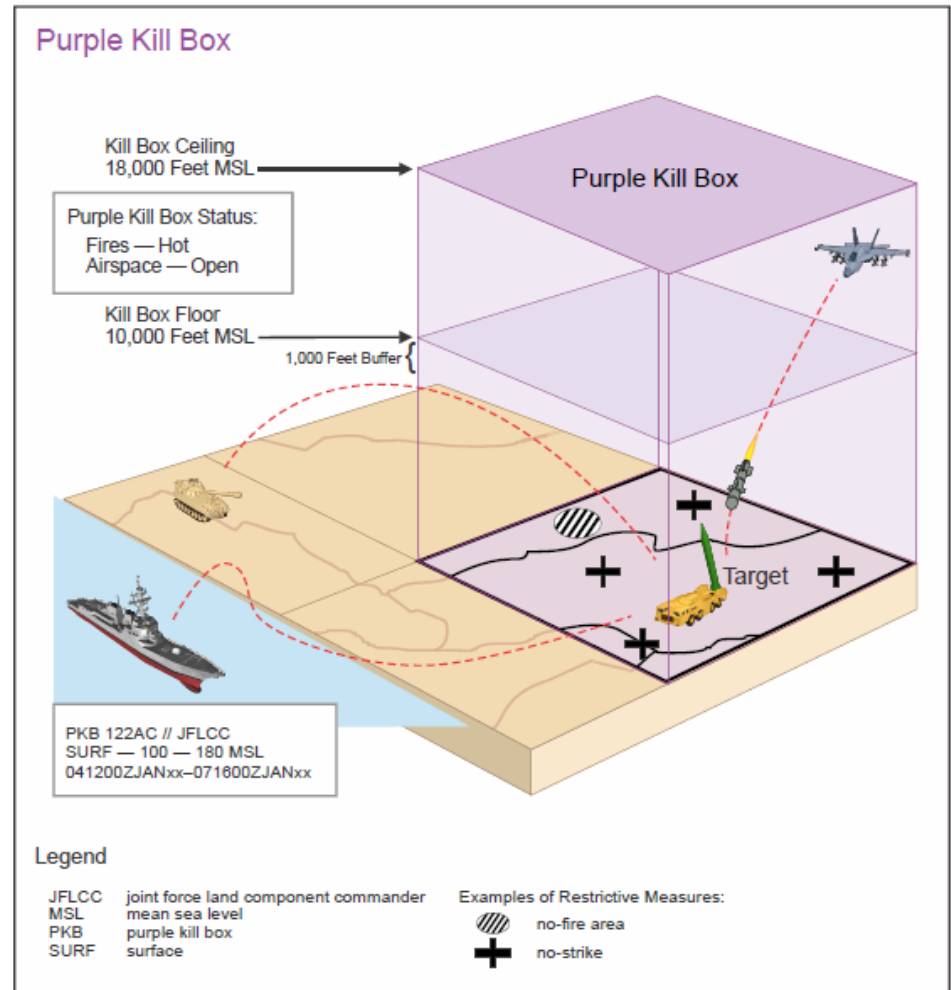 Purple Kill Box
Kill Box Ceiling
18,000 Feet MSL
Purple Kill Box
Purple Kill Box Status:
Fires — Hot
Airspace — Open
Kill Box Floor
10,000 Feet MSL
1,000 Feet Buffer {
Target
PKB 122AC // JFLCC
SURF — 100 — 180 MSL
041200ZJANxx–071600ZJANxx
Legend
JFLCC joint force land component commander
MSL mean sea level
PKB purple kill box
SURF surface
Examples of Restrictive Measures:
no-fire area
no-strike